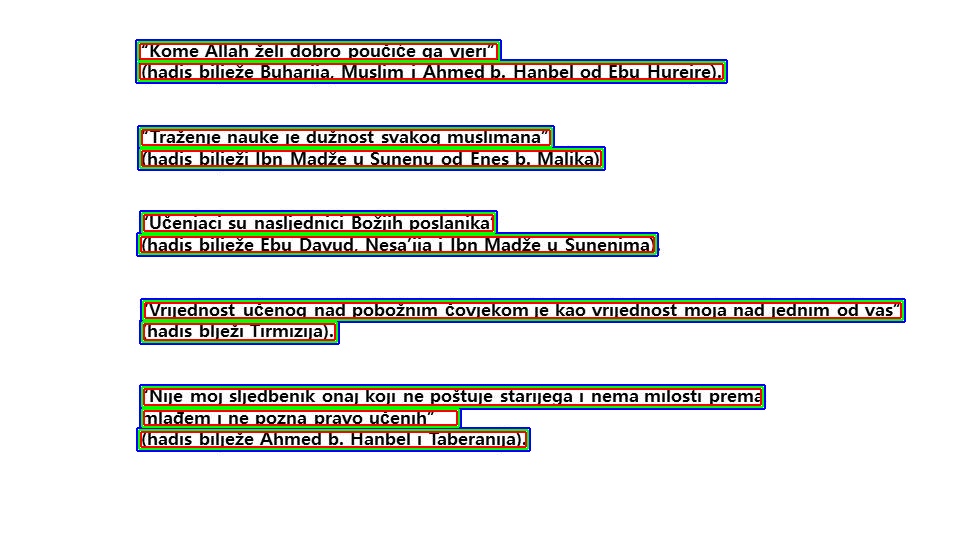 “Kome Allah želi dobro poučiće ga vjeri”
(hadis bilježe Buharija, Muslim i Ahmed b. Hanbel od Ebu Hurejre).
“Traženje nauke je dužnost svakog muslimana”
(hadis bilježi Ibn Madže u Sunenu od Enes b. Malika)
“Učenjaci su nasljednici Božjih poslanika”
(hadis bilježe Ebu Davud, Nesa’ija i Ibn Madže u Sunenima).
“Vrijednost učenog nad pobožnim čovjekom je kao vrijednost moja nad jednim od vas”
(hadis blježi Tirmizija).
“Nije moj sljedbenik onaj koji ne poštuje starijega i nema milosti prema
mlađem i ne pozna pravo učenih”
(hadis bilježe Ahmed b. Hanbel i Taberanija).